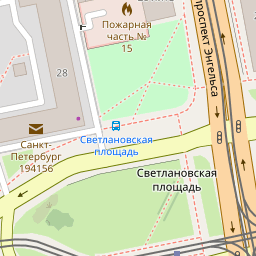 Пожарная
часть №
15
проспект Энгельса
28
Светлановская
площадь
Санкт-
Петербург
194156
Светлановская
площадь